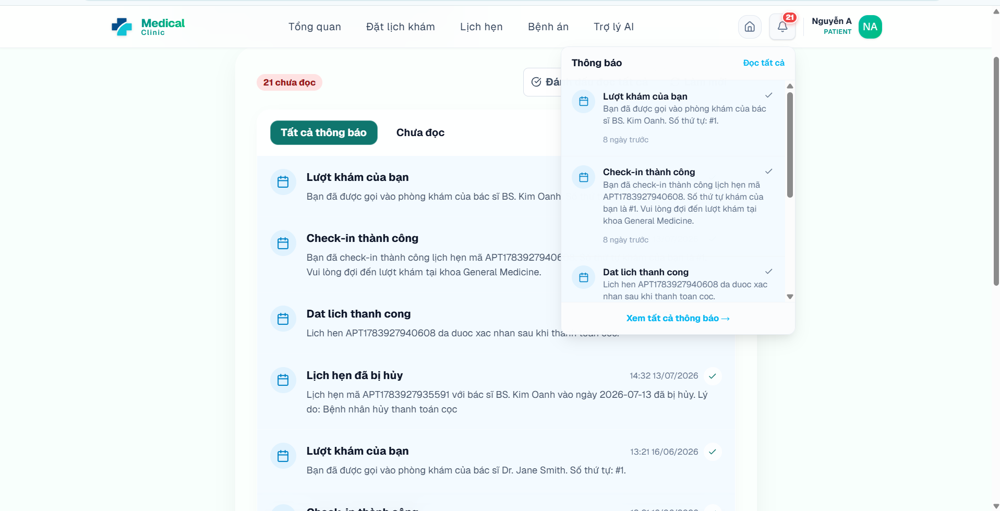 Medical
Clinic
Tổng quan
Đặt lịch khám
Lịch hẹn
Bệnh án
Trợ lý AI
21
Nguyễn A
PATIENT
NA
21 chưa đọc
Thông báo
Đọc tất cả
Lượt khám của bạn
Bạn đã được gọi vào phòng khám của bác
sĩ BS. Kim Oanh. Số thứ tự: #1.
8 ngày trước
Check-in thành công
Bạn đã check-in thành công lịch hẹn mã
APT1783927940608. Số thứ tự khám của
bạn là #1. Vui lòng đợi đến lượt khám tại
khoa General Medicine.
8 ngày trước
Dat lich thanh cong
Lich hen APT1783927940608 da duoc xac
nhan sau khi thanh toan coc.
Xem tất cả thông báo →
Tất cả thông báo
Chưa đọc
Lượt khám của bạn
Bạn đã được gọi vào phòng khám của bác sĩ BS. Kim Oanh
Check-in thành công
Bạn đã check-in thành công lịch hẹn mã
Vui lòng đợi đến lượt khám tại khoa General Medicine.
Dat lich thanh cong
Lich hen APT1783927940608 da duoc xac nhan sau khi thanh toan coc.
Lịch hẹn đã bị hủy
14:32 13/07/2026
Lịch hẹn mã APT1783927935591 với bác sĩ BS. Kim Oanh vào ngày 2026-07-13 đã bị hủy. Lý
do: Bệnh nhân hủy thanh toán cọc
Lượt khám của bạn
13:21 16/06/2026
Bạn đã được gọi vào phòng khám của bác sĩ Dr. Jane Smith. Số thứ tự: #1.
Check-in thành công